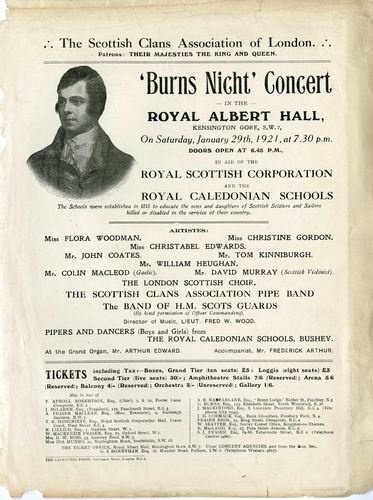 ∴ The Scottish Clans Association of London. ∴
Patrons: THEIR MAJESTIES THE KING AND QUEEN.
'Burns Night' Concert
— IN THE —
ROYAL ALBERT HALL,
KENSINGTON GORE, S.W.7,
On Saturday, January 29th, 1921, at 7.30 p.m.
DOORS OPEN AT 6.45 P.M.,
IN AID OF THE
ROYAL SCOTTISH CORPORATION
AND THE
ROYAL CALEDONIAL SCHOOLS
The Schools were established in 1815 to educate the sons and daughters of Scottish Soldiers and Sailors
killed or disabled in the service of their country.
ARTISTES:
Miss FLORA WOODMAN, Miss CHRISTINE GORDON.
Miss CHRISTABEL EDWARDS.
Mr. JOHN COATES. Mr. TOM KINNIBURGH.
Mr. WILLIAM HEUGHAN.
Mr. COLIN MACLEOD (Gaelic). Mr. DAVID MURRAY (Scottish Violinist).
THE LONDON SCOTTISH CHOIR,
THE SCOTTISH CLANS ASSOCIATION PIPE BAND
The BAND OF H.M. SCOTS GUARDS
(By kind permission of Officer Commanding),
Director of Music, LIEUT. FRED W. WOOD.
PIPERS AND DANCERS (Boys and Girls) from
THE ROYAL CALEDONIAL SCHOOLS, BUSHEY.
At the Grand Organ, Mr. ARTHUR EDWARD. Accompanist, Mr. FREDERICK ARTHUR.
TICKETS including Tax:—Boxes, Grand Tier (ten seats) £5; Loggia (eight seats) £3
Second Tier (five seats) 30/-; Amphitheatre Stalls 7/6 (Reserved); Arena 5/6
(Reserved); Balcony 4/- (Reserved); Orchestra 3/- (Unreserved); Gallery 1/6.
May be had of